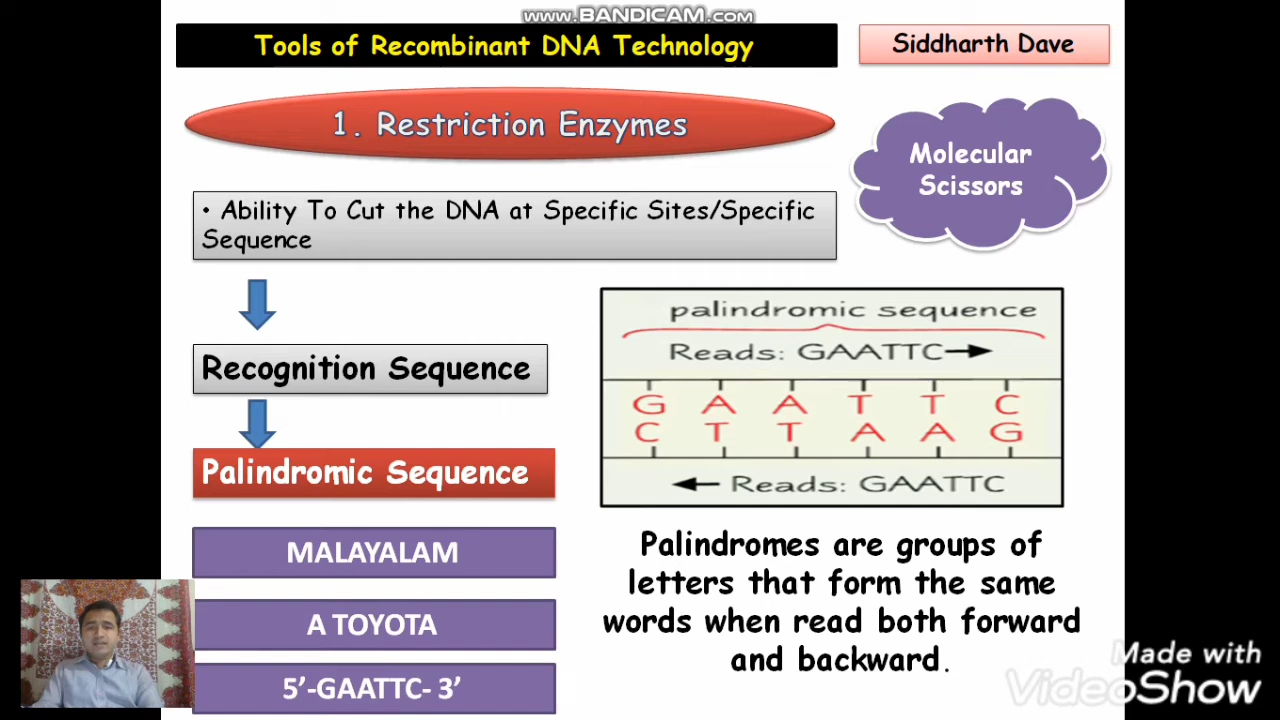 www.BANDICAM.com
Tools of Recombinant DNA Technology
Siddharth Dave
1. Restriction Enzymes
Molecular
Scissors
• Ability To Cut the DNA at Specific Sites/Specific
Sequence
Recognition Sequence
Palindromic Sequence
MALAYALAM
A TOYOTA
5’-GAATTC- 3’
palindromic sequence
Reads: GAATTC→
G A A T T C
C T T A A G
← Reads: GAATTC
Palindromes are groups of
letters that form the same
words when read both forward
and backward.
Made with
VideoShow